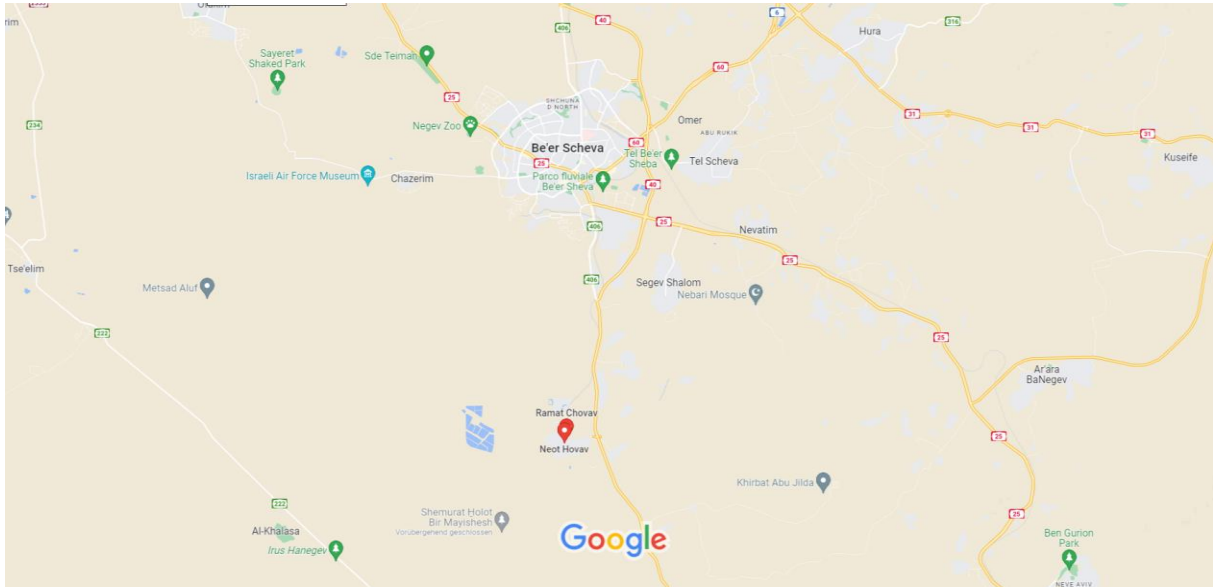 40
6
Hura
316
406
Sayeret
Shaked Park
Sde Teiman
60
25
SHCHUNA
D NORTH
31
31
31
234
Negev Zoo
Omer
ABU RUKIK
Be'er Scheva
60
Tel Be'er
Sheba
Tel Scheva
Kuseife
25
Israeli Air Force Museum
Chazerim
Parco fluviale
Be'er Sheva
40
406
25
Nevatim
25
Tse'elim
406
Segev Shalom
Metsad Aluf
Nebari Mosque
222
25
Ar'ara
BaNegev
Ramat Chovav
Neot Hovav
25
Khirbat Abu Jilda
222
Shemurat Holot
Bir Mayishesh
Vorübergehend geschlossen
25
Al-Khalasa
Irus Hanegev
Google
Ben Gurion
Park
NEVE AVIV